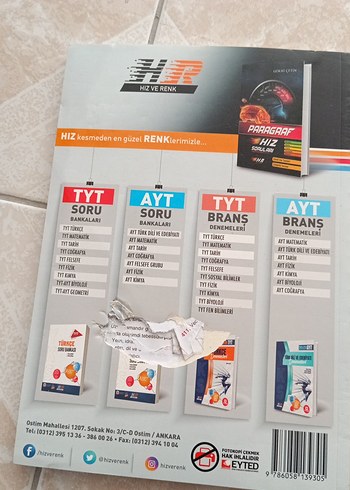 HIZ VE RENK
HIZ kesmeden en güzel RENKlerimizle...
PARAGRAF
HIZ
SORULARI
TYT
SORU
BANKALARI
TYT TÜRKÇE
TYT MATEMATİK
TYT TARİH
TYT COĞRAFYA
TYT FELSEFE
TYT FİZİK
TYT KİMYA
TYT AYT BİYOLOJİ
TYT AYT GEOMETRİ
AYT
SORU
BANKALARI
AYT TÜRK DİLİ VE EDEBİYATI
AYT MATEMATİK
AYT TARİH
AYT COĞRAFYA
AYT FELSEFE GRUBU
AYT FİZİK
AYT KİMYA
TYT
BRANŞ
DENEMELERİ
TYT TÜRKÇE
TYT MATEMATİK
TYT TARİH
TYT COĞRAFYA
TYT FELSEFE
TYT SOSYAL BİLİMLER
TYT FİZİK
TYT KİMYA
TYT BİYOLOJİ
TYT FEN BİLİMLERİ
AYT
BRANŞ
DENEMELERİ
AYT MATEMATİK
AYT TÜRK DİLİ VE EDEBİYATI
AYT TARİH
AYT FİZİK
AYT KİMYA
AYT BİYOLOJİ
AYT COĞRAFYA
TÜRKÇE
SORU BANKASI
Ostim Mahallesi 1207. Sokak No: 3/C-D Ostim / ANKARA
Tel: (0312) 395 13 36 - 386 00 26 • Fax: (0312) 394 10 04
hizverenk
@hizverenk
hizverenk
FOTOKOPİ ÇEKMEK
HAK İHLALİDİR
EYTED
9 786058 139305